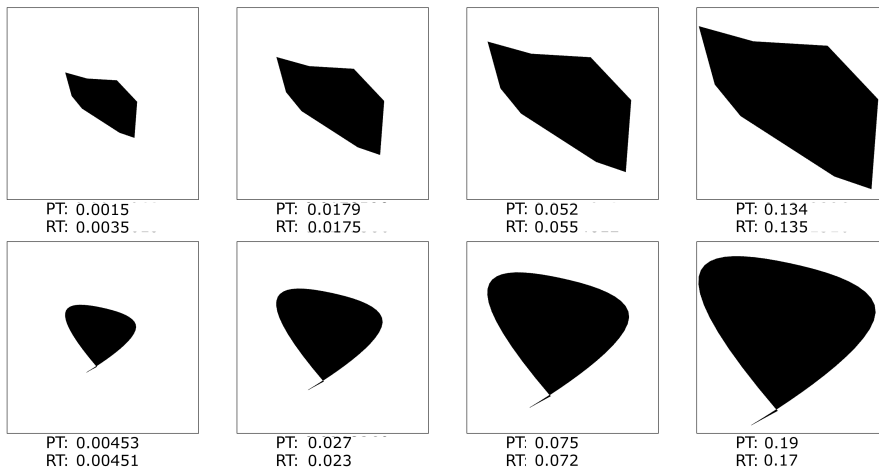 PT: 0.0015
RT: 0.0035
PT: 0.0179
RT: 0.0175
PT: 0.052
RT: 0.055
PT: 0.134
RT: 0.135
PT: 0.00453
RT: 0.00451
PT: 0.027
RT: 0.023
PT: 0.075
RT: 0.072
PT: 0.19
RT: 0.17